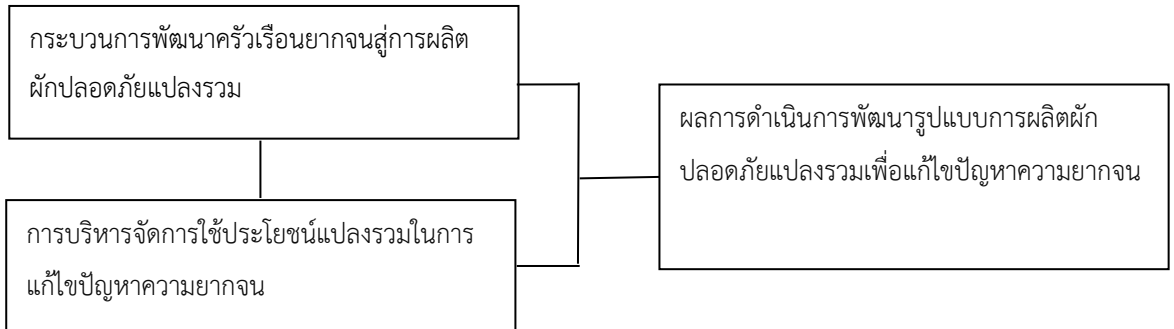 กระบวนการพัฒนาครัวเรือนยากจนสู่การผลิต
ผักปลอดภัยแปลงรวม
ผลการดำเนินการพัฒนารูปแบบการผลิตผัก
ปลอดภัยแปลงรวมเพื่อแก้ไขปัญหาความยากจน
การบริหารจัดการใช้ประโยชน์แปลงรวมในการ
แก้ไขปัญหาความยากจน